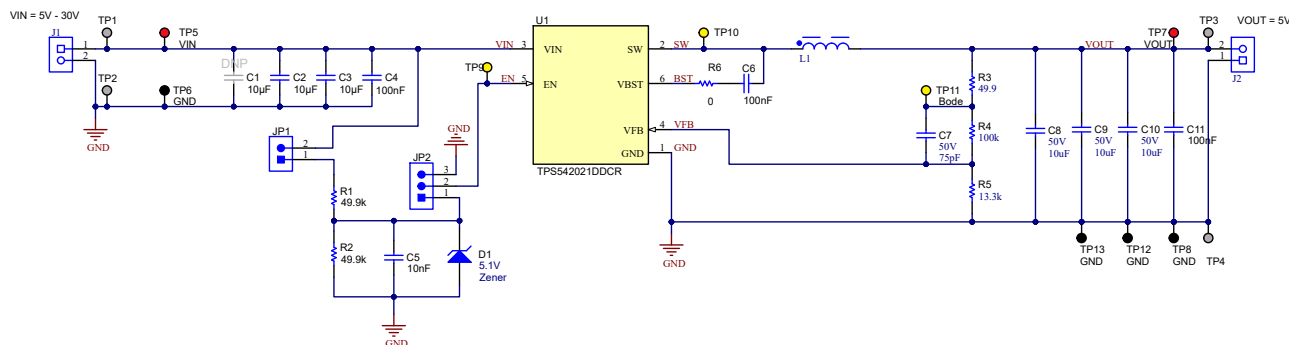 VIN = 5V - 30V
J1
1
2
TP1
TP5
VIN
TP2
TP6
GND
GND
DNP
C1
10µF
C2
10µF
C3
10µF
C4
100nF
JP1
2
1
R1
49.9k
R2
49.9k
C5
10nF
D1
5.1V
Zener
GND
JP2
3
2
1
GND
TP9
EN
VIN
U1
3
VIN
5
EN
SW
2
SW
VBST
6
BST
VFB
4
VFB
GND
1
GND
TPS542021DDCR
TP10
R6
0
C6
100nF
L1
GND
TP11
Bode
C7
50V
75pF
R3
49.9
R4
100k
R5
13.3k
C8
50V
10uF
C9
50V
10uF
C10
50V
10uF
C11
100nF
VOUT
TP7
VOUT
TP3
VOUT = 5V
2
1
J2
TP13
GND
TP12
GND
TP8
GND
TP4